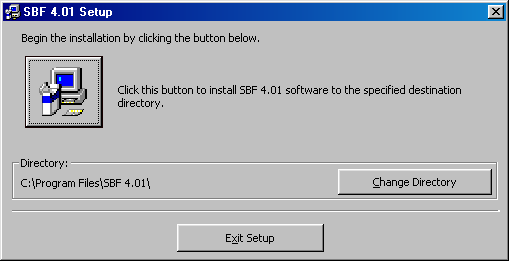 SBF 4.01 Setup
Begin the installation by clicking the button below.
Click this button to install SBF 4.01 software to the specified destination
directory.
Directory:
C:\Program Files\SBF 4.01\
Change Directory
Exit Setup